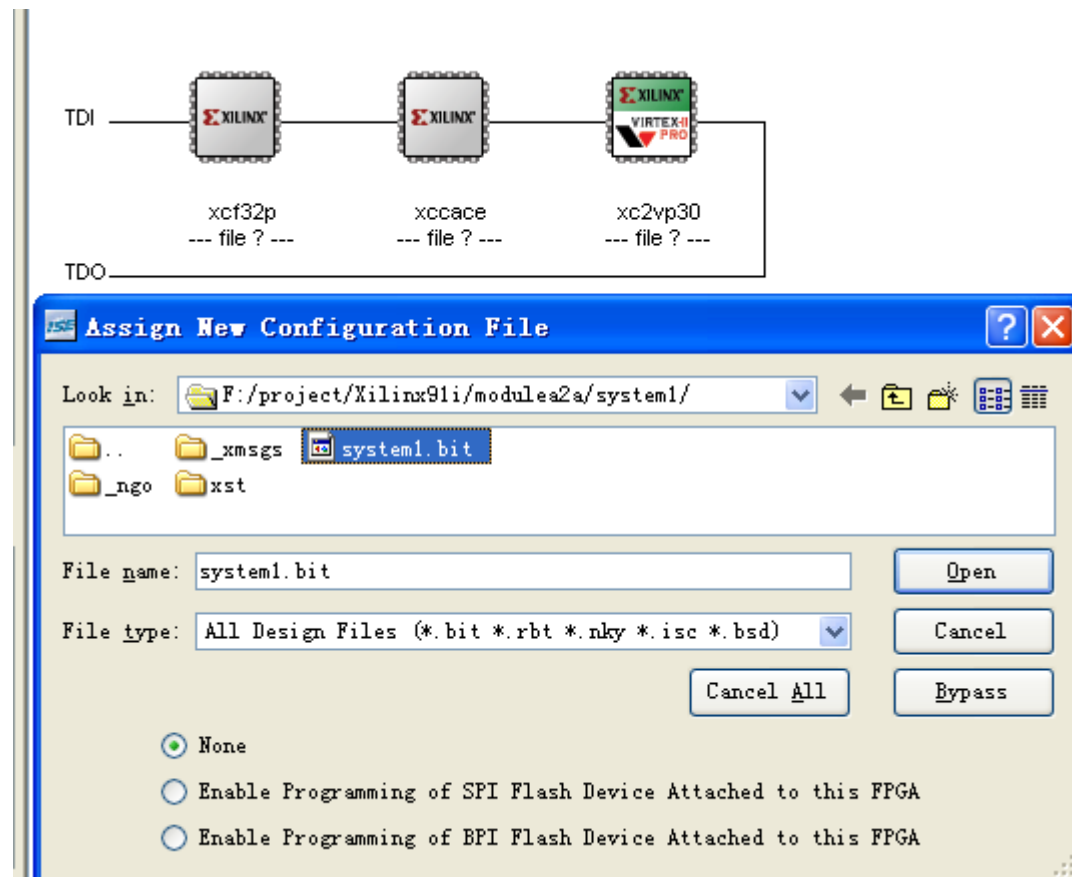 XILINX
XILINX
XILINX
VIRTEX-II
PRO
TDI
xcf32p
xccace
xc2vp30
--- file ? ---
--- file ? ---
--- file ? ---
TDO
ISE Assign New Configuration File
Look in: F:/project/Xilinx91i/modulea2a/system1/
.. _xmsgs system1.bit
_ngo xst
File name: system1.bit Open
File type: All Design Files (*.bit *.rbt *.nky *.isc *.bsd) Cancel
Cancel All Bypass
None
Enable Programming of SPI Flash Device Attached to this FPGA
Enable Programming of BPI Flash Device Attached to this FPGA